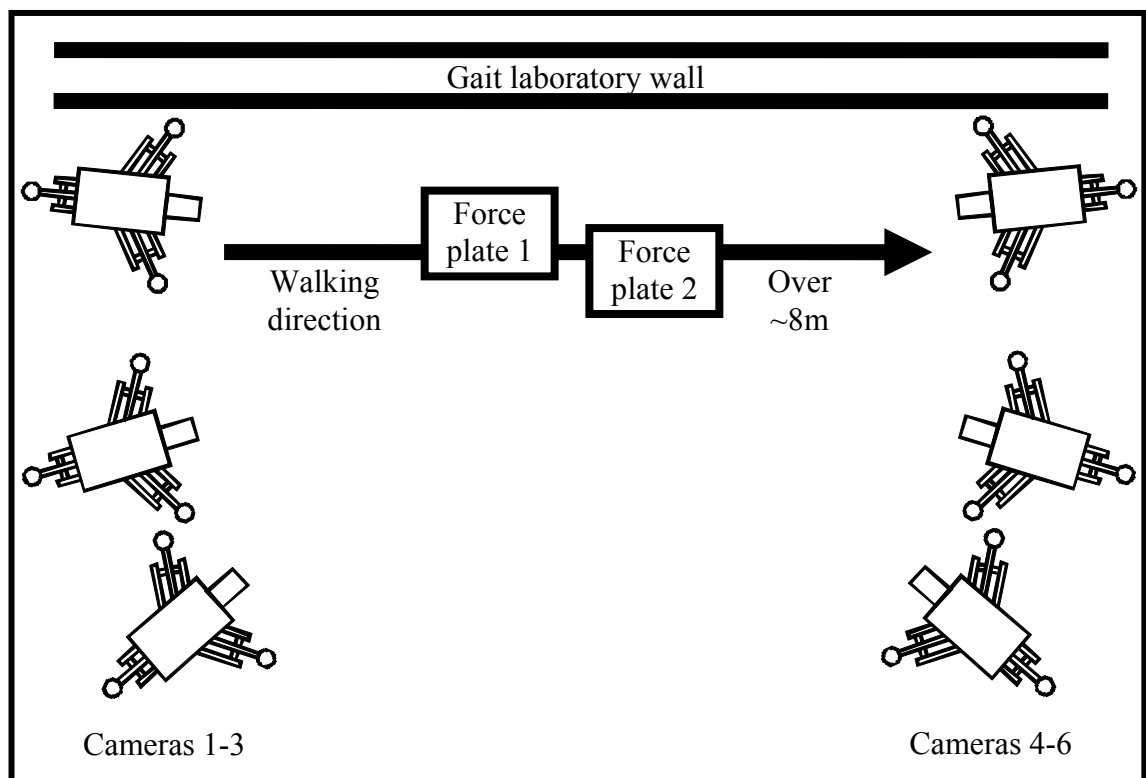 Gait laboratory wall
Force
plate 1
Force
plate 2
Walking
direction
Over
~8m
Cameras 1-3
Cameras 4-6